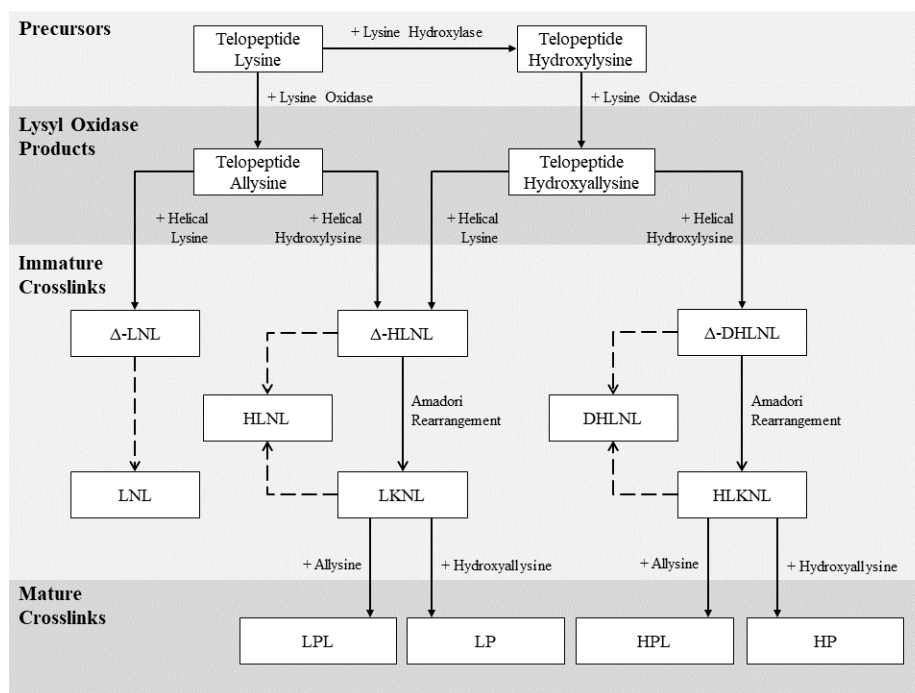 Precursors
Telopeptide
Lysine
+ Lysine Hydroxylase
Telopeptide
Hydroxylysine
+ Lysine Oxidase
+ Lysine Oxidase
Lysyl Oxidase
Products
Telopeptide
Allysine
Telopeptide
Hydroxyallysine
+ Helical
Lysine
+ Helical
Hydroxylysine
+ Helical
Lysine
+ Helical
Hydroxylysine
Immature
Crosslinks
Δ-LNL
Δ-HLNL
Δ-DHLNL
HLNL
Amadori
Rearrangement
DHLNL
Amadori
Rearrangement
LNL
LKNL
HLKNL
+ Allysine
+ Hydroxyallysine
+ Allysine
+ Hydroxyallysine
Mature
Crosslinks
LPL
LP
HPL
HP